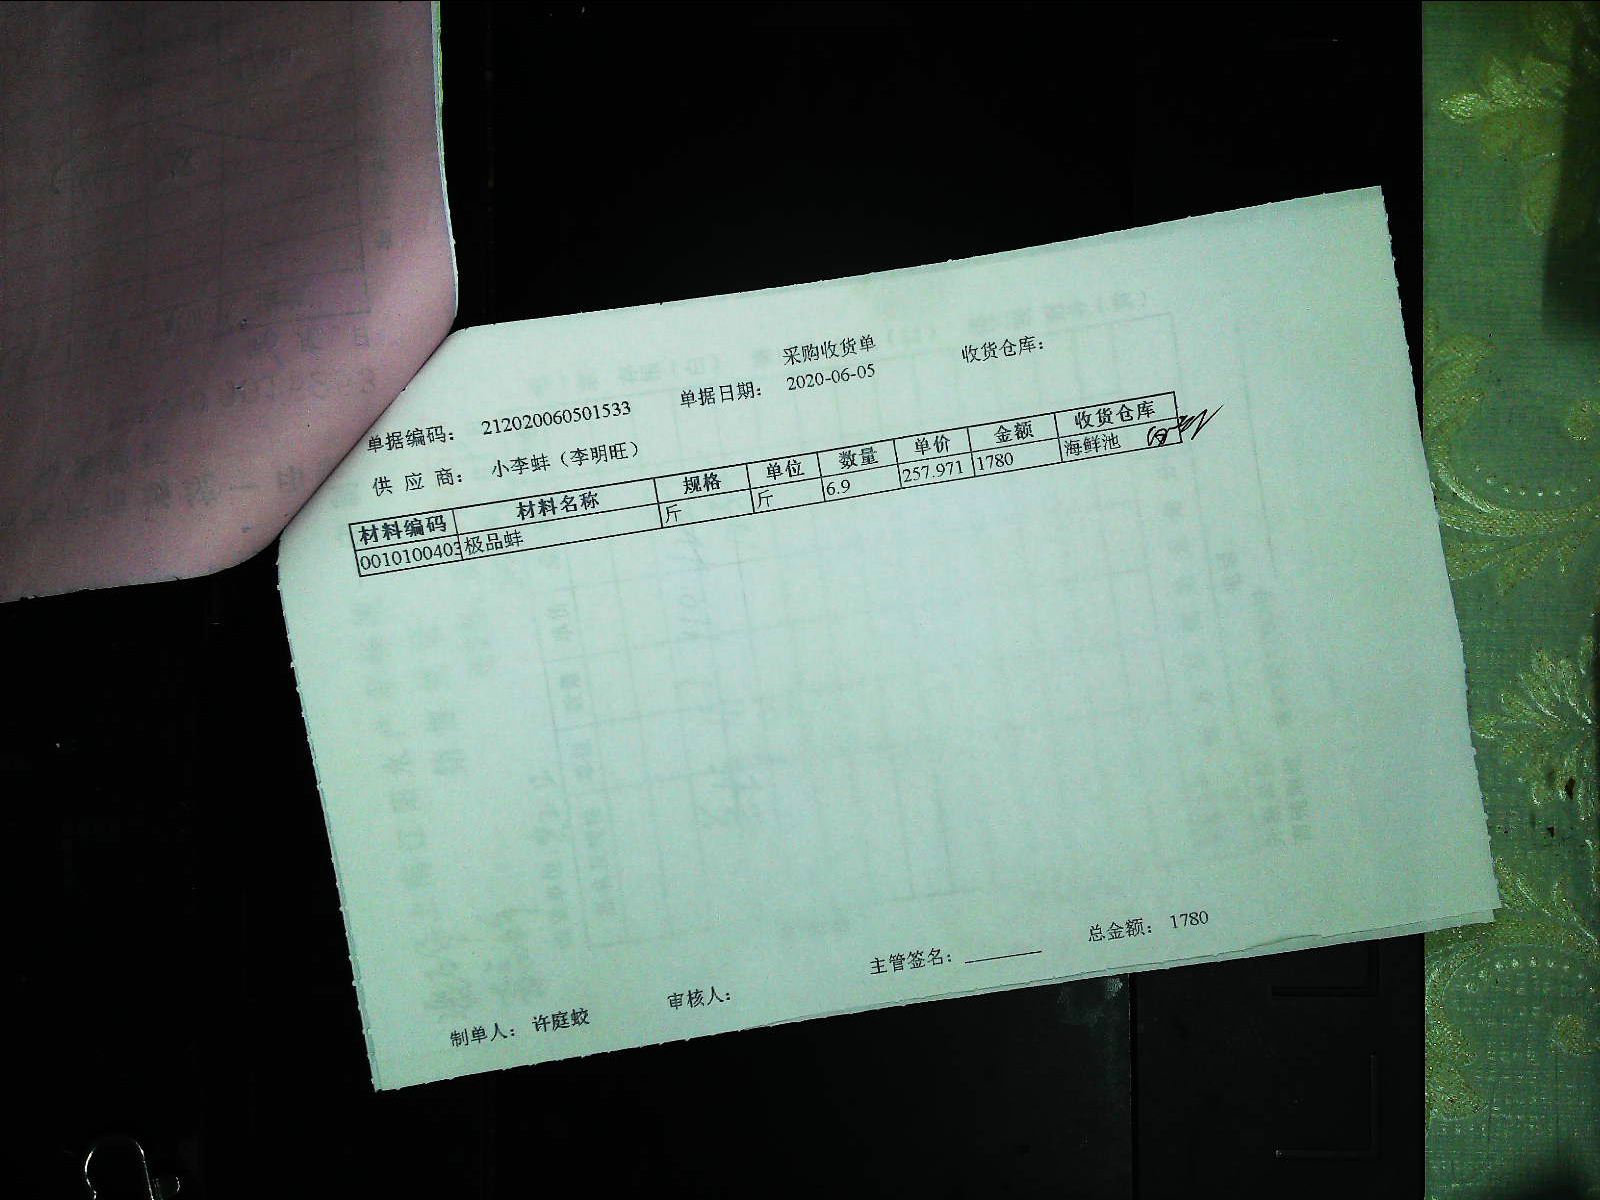 采购收货单
单据编码： 212020060501533 单据日期： 2020-06-05 收货仓库：
供 应 商： 小李蚌（李明旺）
材料编码 材料名称 规格 单位 数量 单价 金额 收货仓库
0010100403 极品蚌 斤 斤 6.9 257.971 1780 海鲜池
制单人： 许庭蛟 审核人： 主管签名： 总金额： 1780